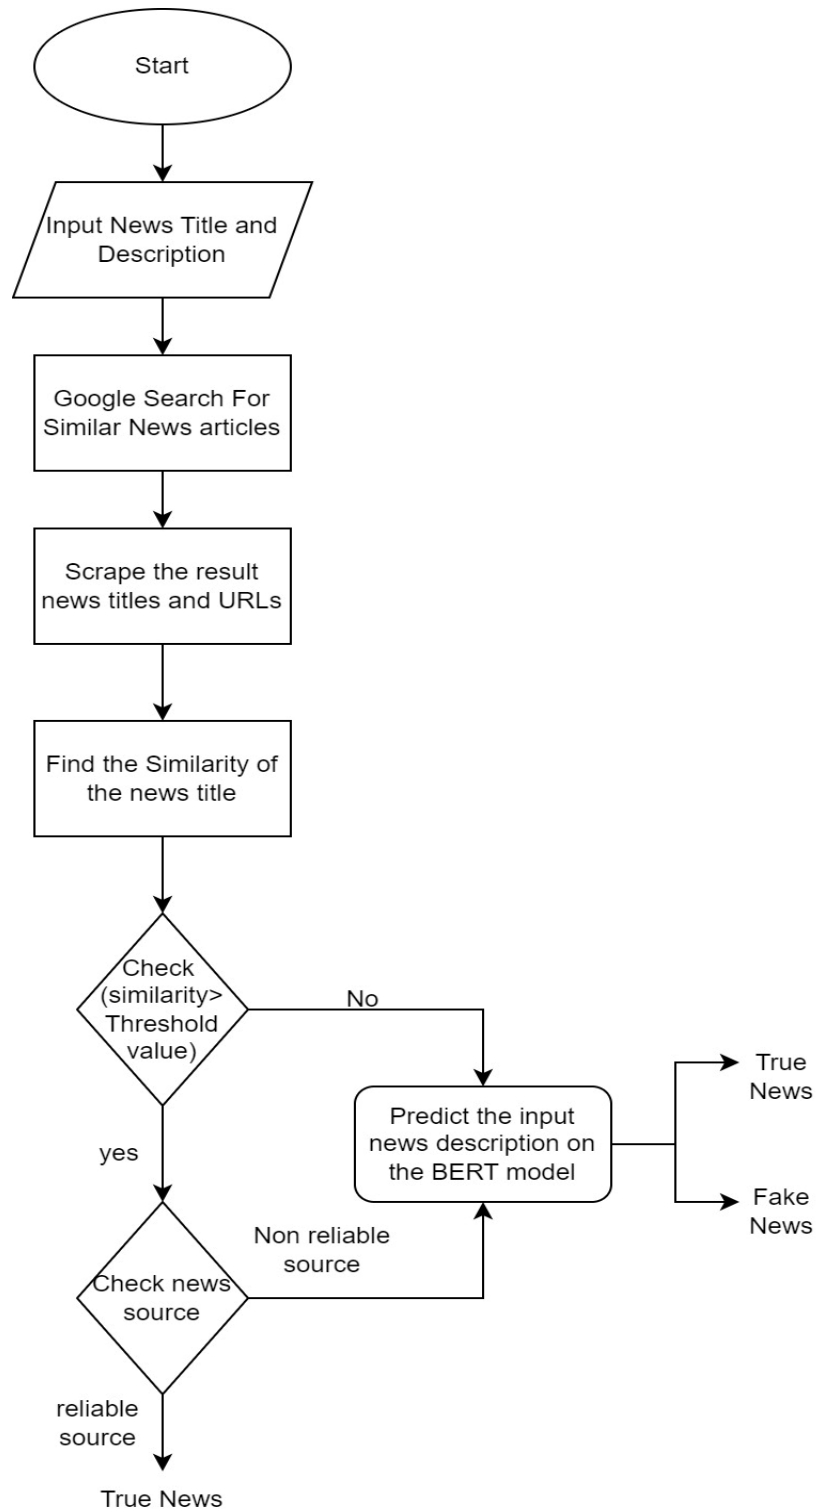 Start
Input News Title and
Description
Google Search For
Similar News articles
Scrape the result
news titles and URLs
Find the Similarity of
the news title
Check
(similarity>
Threshold
value)
No
yes
Predict the input
news description on
the BERT model
True
News
Fake
News
Check news
source
Non reliable
source
reliable
source
True News